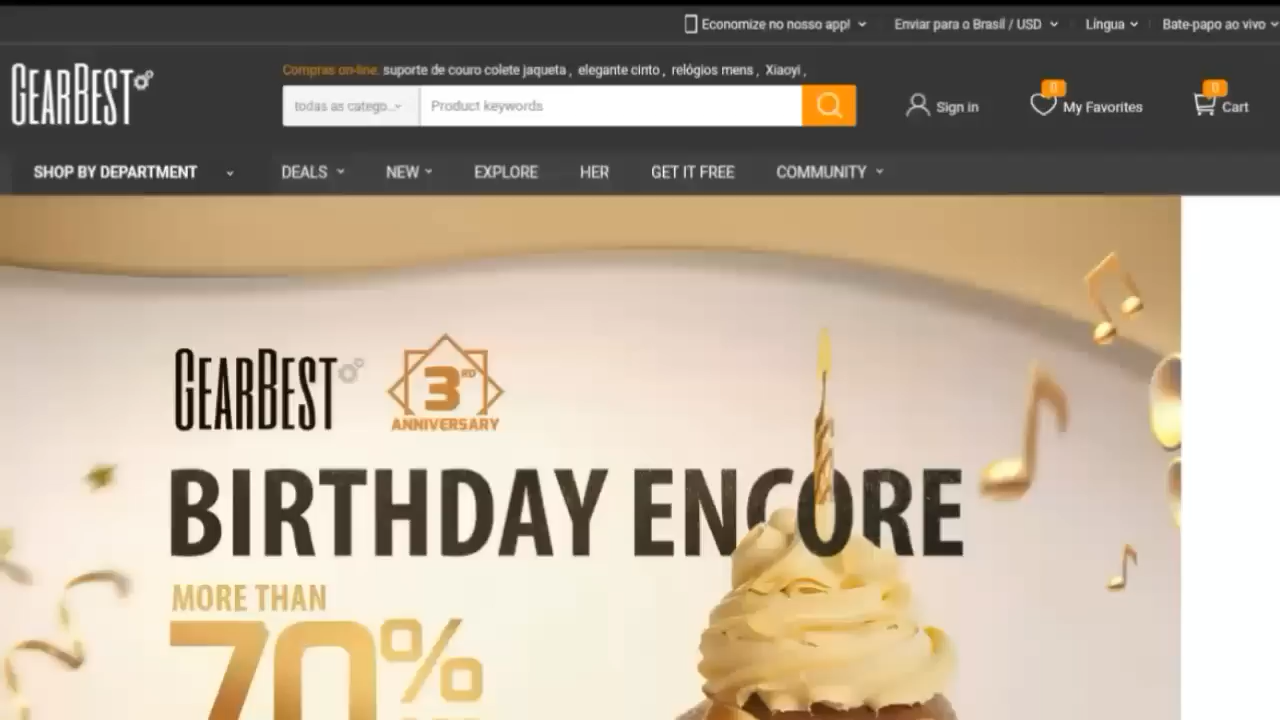 Economize no nosso app! Enviar para o Brasil / USD Língua Bate-papo ao vivo
GEARBEST
Compras on-line: suporte de couro colete jaqueta , elegante cinto , relógios mens , Xiaoyi ,
todas as catego... Product keywords
Sign in
0
My Favorites
0
Cart
SHOP BY DEPARTMENT DEALS NEW EXPLORE HER GET IT FREE COMMUNITY
GEARBEST
3RD
ANNIVERSARY
BIRTHDAY ENCORE
MORE THAN
70%